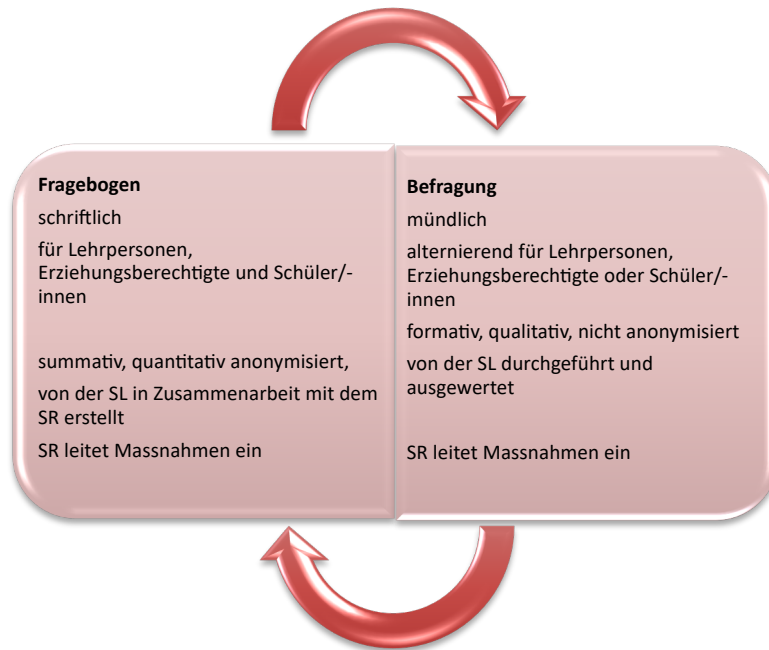 Fragebogen
schriftlich
für Lehrpersonen,
Erziehungsberechtigte und Schüler/-
innen
summativ, quantitativ anonymisiert,
von der SL in Zusammenarbeit mit dem
SR erstellt
SR leitet Massnahmen ein
Befragung
mündlich
alternierend für Lehrpersonen,
Erziehungsberechtigte oder Schüler/-
innen
formativ, qualitativ, nicht anonymisiert
von der SL durchgeführt und
ausgewertet
SR leitet Massnahmen ein